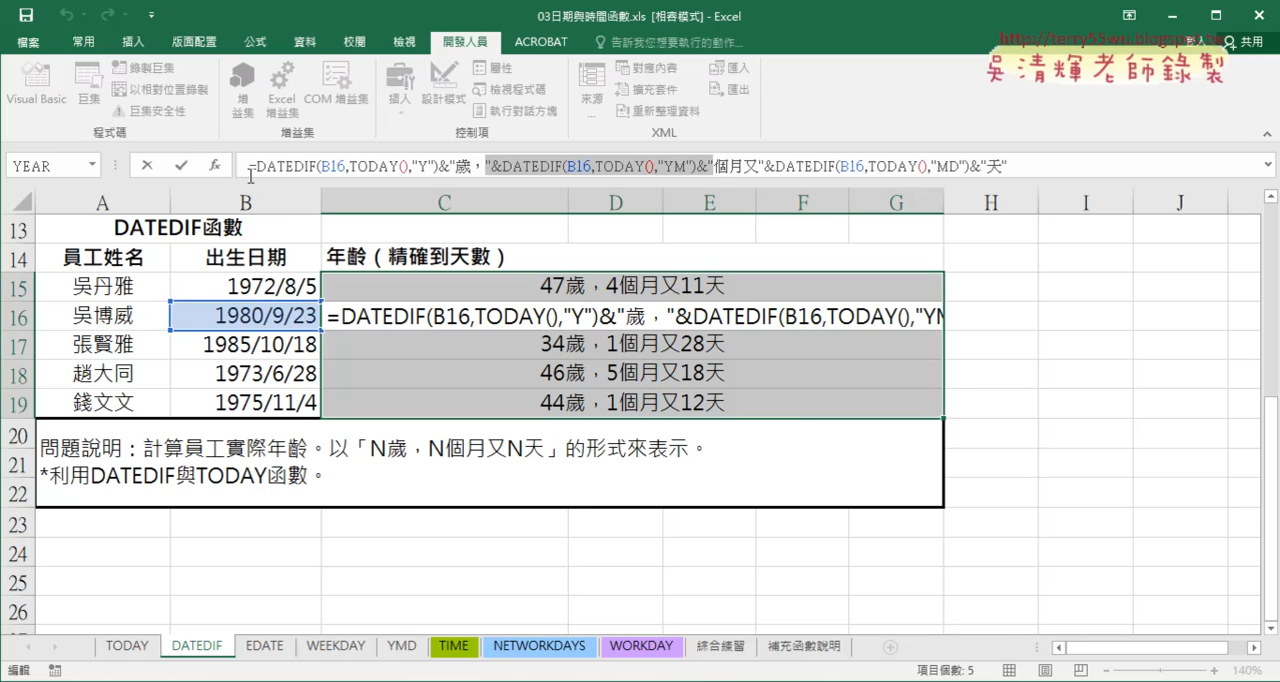 03日期與時間函數.xls [相容模式] - Excel
檔案 常用 插入 版面配置 公式 資料 校閱 檢視 開發人員 ACROBAT 告訴我您想要執行的動作... 共用
http://terry55wu.blogspot.tw
吳清輝老師錄製
Visual Basic 巨集 錄製巨集 以相對位置錄製 巨集安全性
程式碼
增益集 Excel 增益集 COM 增益集
增益集
插入 設計模式 屬性 檢視程式碼 執行對話方塊
控制項
來源... 對應內容 擴充套件 重新整理資料 匯入 匯出
XML
YEAR =DATEDIF(B16,TODAY(),"Y")&"歲，"&DATEDIF(B16,TODAY(),"YM")&"個月又"&DATEDIF(B16,TODAY(),"MD")&"天"
A B C D E F G H I J
13 DATEDIF函數
14 員工姓名 出生日期 年齡（精確到天數）
15 吳丹雅 1972/8/5 47歲，4個月又11天
16 吳博威 1980/9/23 =DATEDIF(B16,TODAY(),"Y")&"歲，"&DATEDIF(B16,TODAY(),"YM
17 張賢雅 1985/10/18 34歲，1個月又28天
18 趙大同 1973/6/28 46歲，5個月又18天
19 錢文文 1975/11/4 44歲，1個月又12天
20
21 問題說明：計算員工實際年齡。以「N歲，N個月又N天」的形式來表示。
22 *利用DATEDIF與TODAY函數。
23
24
25
26
TODAY DATEDIF EDATE WEEKDAY YMD TIME NETWORKDAYS WORKDAY 綜合練習 補充函數說明
編輯 項目個數: 5 140%